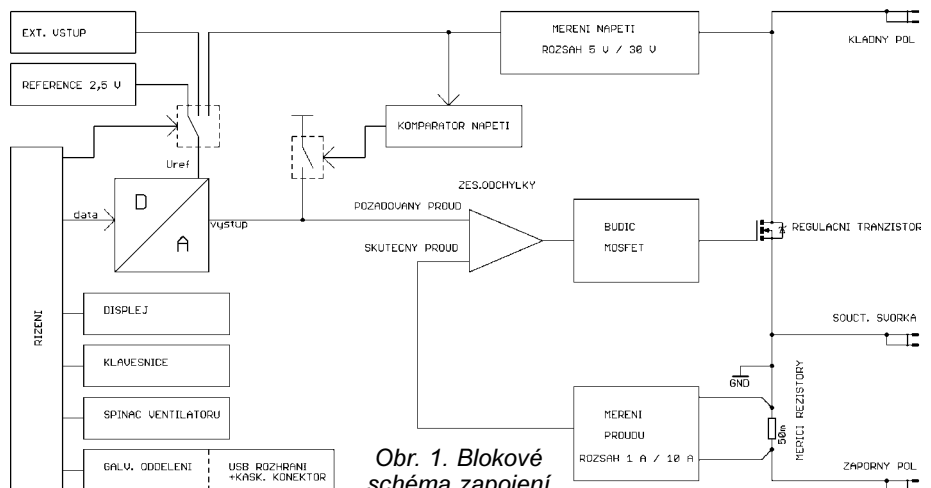 EXT. VSTUP
REFERENCE 2,5 V
MERENI NAPETI
ROZSAH 5 V / 30 V
KLADNY POL
KOMPARATOR NAPETI
Uref
data
D
A
vystup
ZES.ODCHYLKY
POZADOVANY PROUD
SKUTECNY PROUD
BUDIC
MOSFET
REGULACNI TRANZISTOR
RIZENI
DISPLEJ
KLAVESNICE
SPINAC VENTILATORU
GALV. ODDELENI
USB ROZHRANI
+KASK. KONEKTOR
SOUCT. SVORKA
GND
MERENI
PROUDU
ROZSAH 1 A / 10 A
50m
MERICI REZISTORY
ZAPORNY POL
Obr. 1. Blokové
schéma zapojení